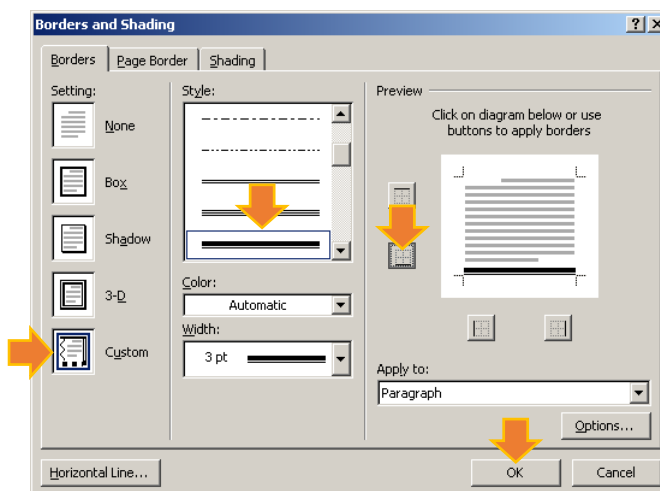 Borders and Shading
Borders
Page Border
Shading
Setting:
None
Box
Shadow
3-D
Custom
Style:
Color:
Automatic
Width:
3 pt
Preview
Click on diagram below or use
buttons to apply borders
Apply to:
Paragraph
Options...
Horizontal Line...
OK
Cancel